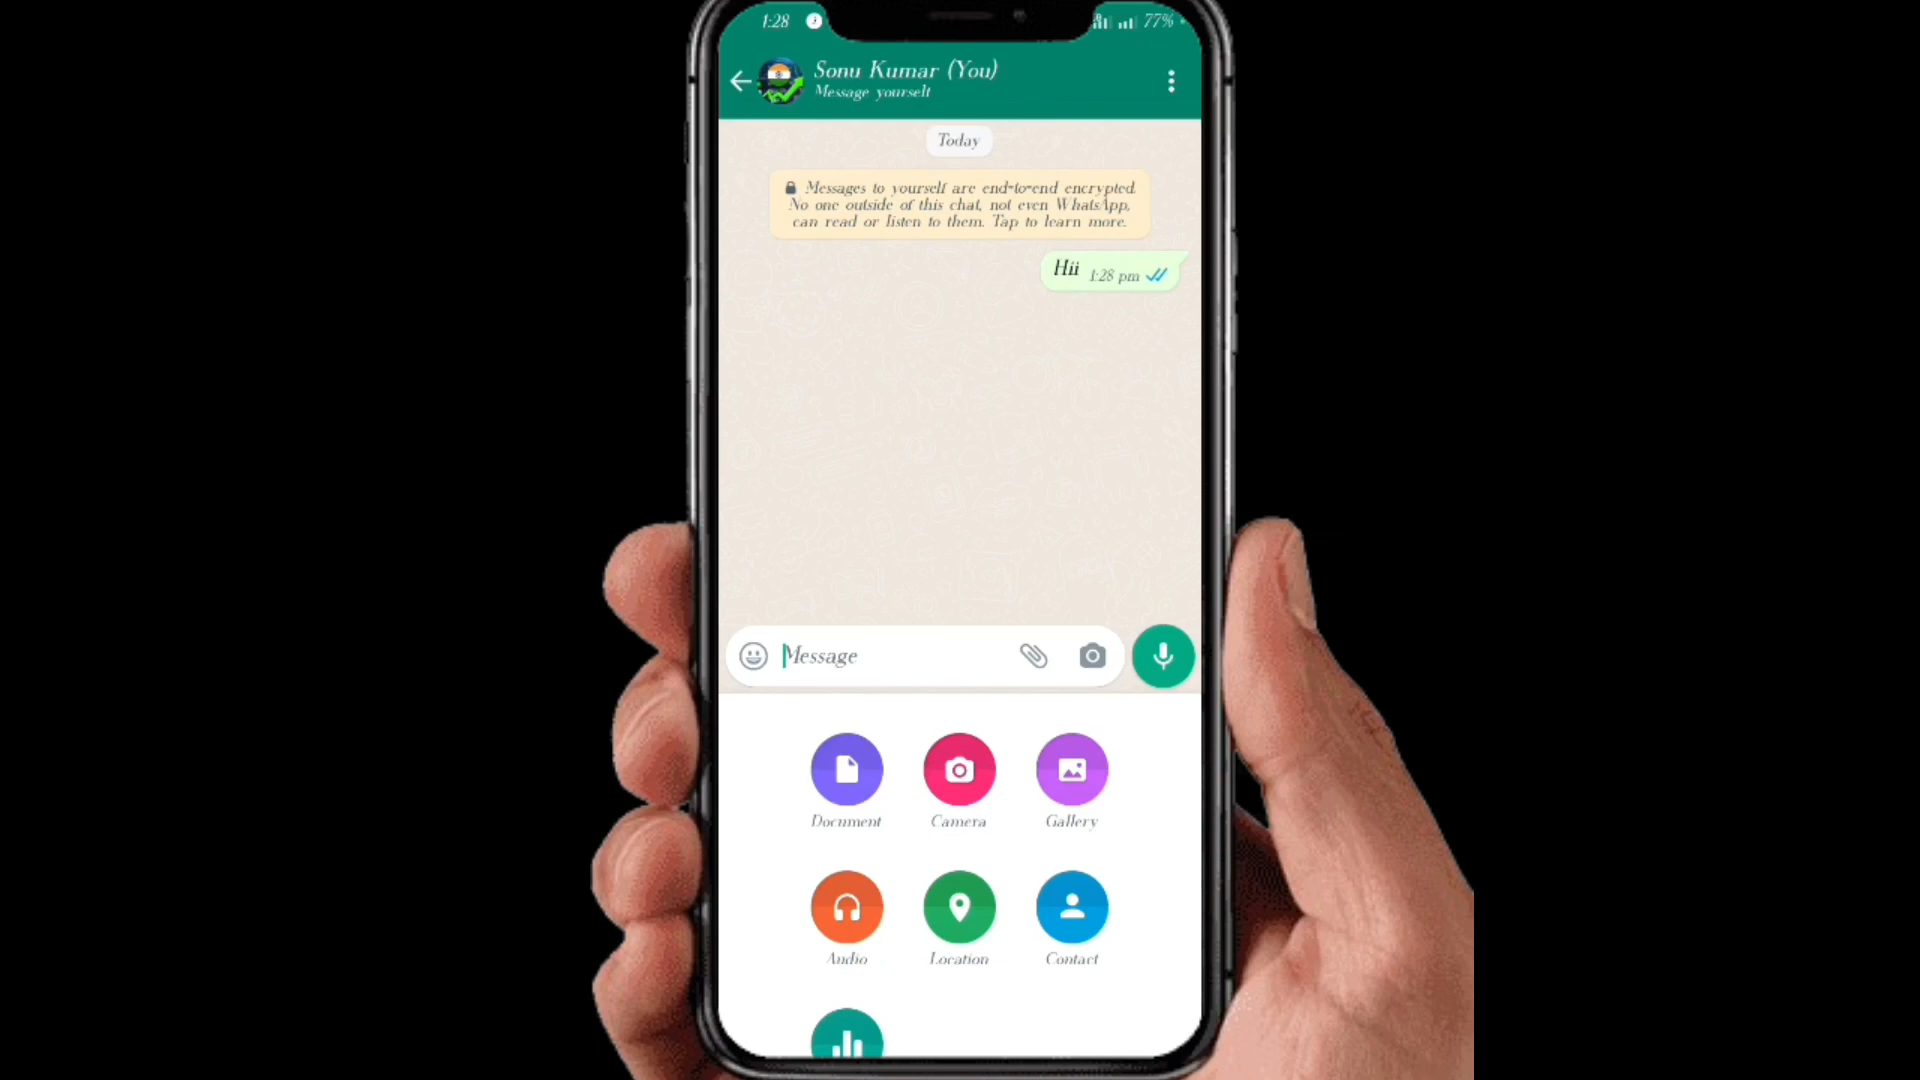 1:28 77%
Sonu Kumar (You)
Message yourself
Today
Messages to yourself are end-to-end encrypted.
No one outside of this chat, not even WhatsApp,
can read or listen to them. Tap to learn more.
Hii 1:28 pm
Message
Document Camera Gallery
Audio Location Contact